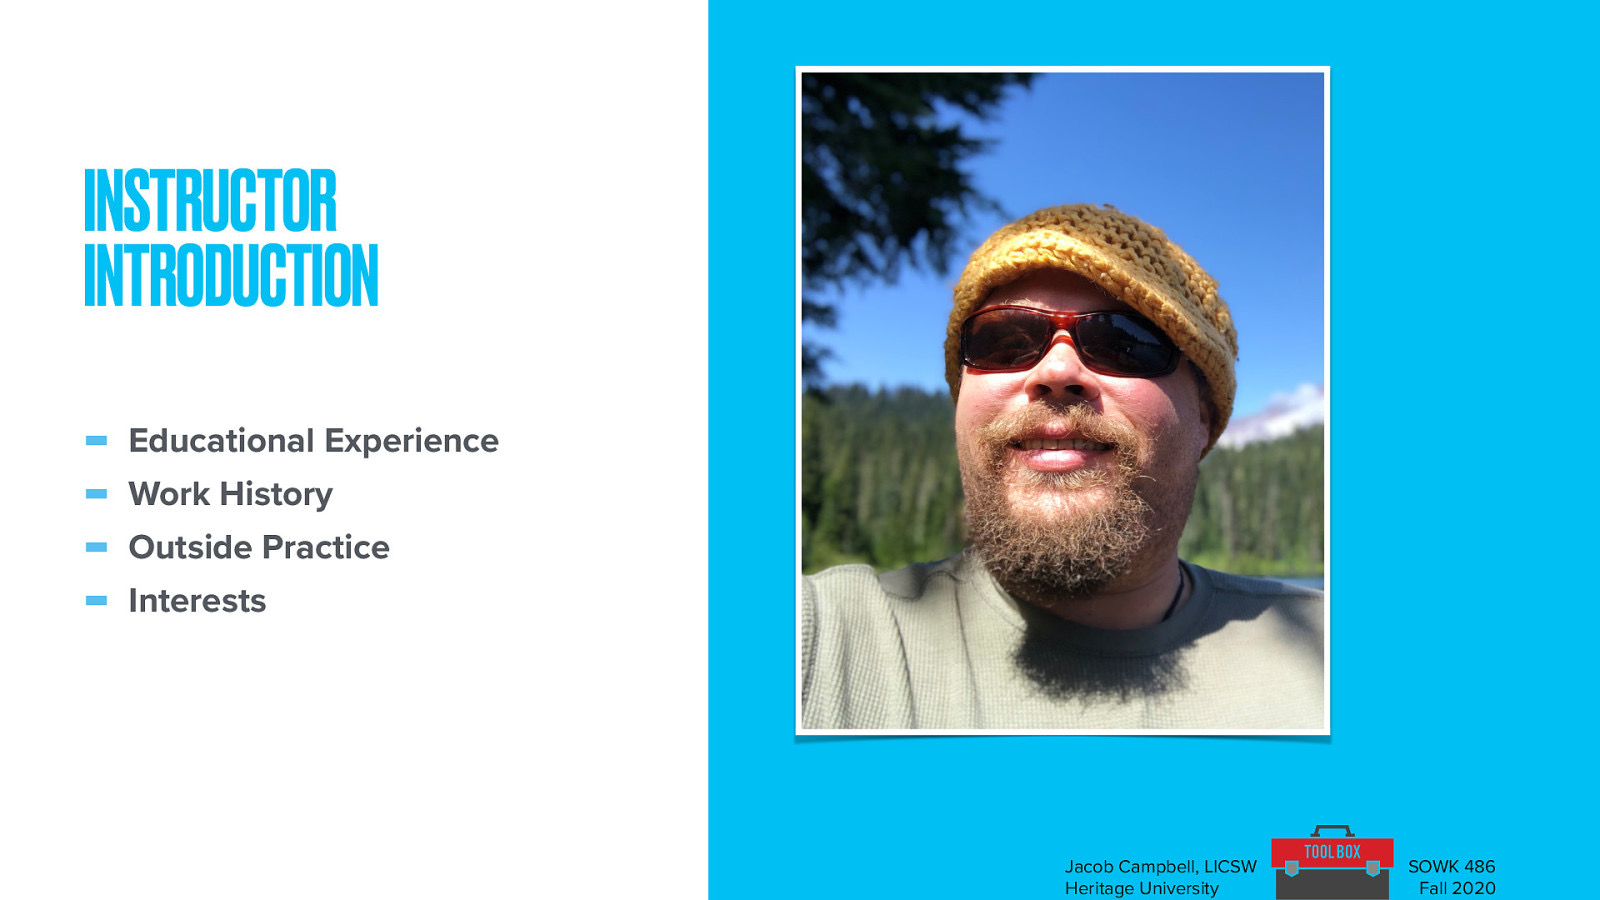 INSTRUCTOR
INTRODUCTION
Educational Experience
Work History
Outside Practice
Interests
Jacob Campbell, LICSW
Heritage University
TOOL BOX
SOWK 486
Fall 2020